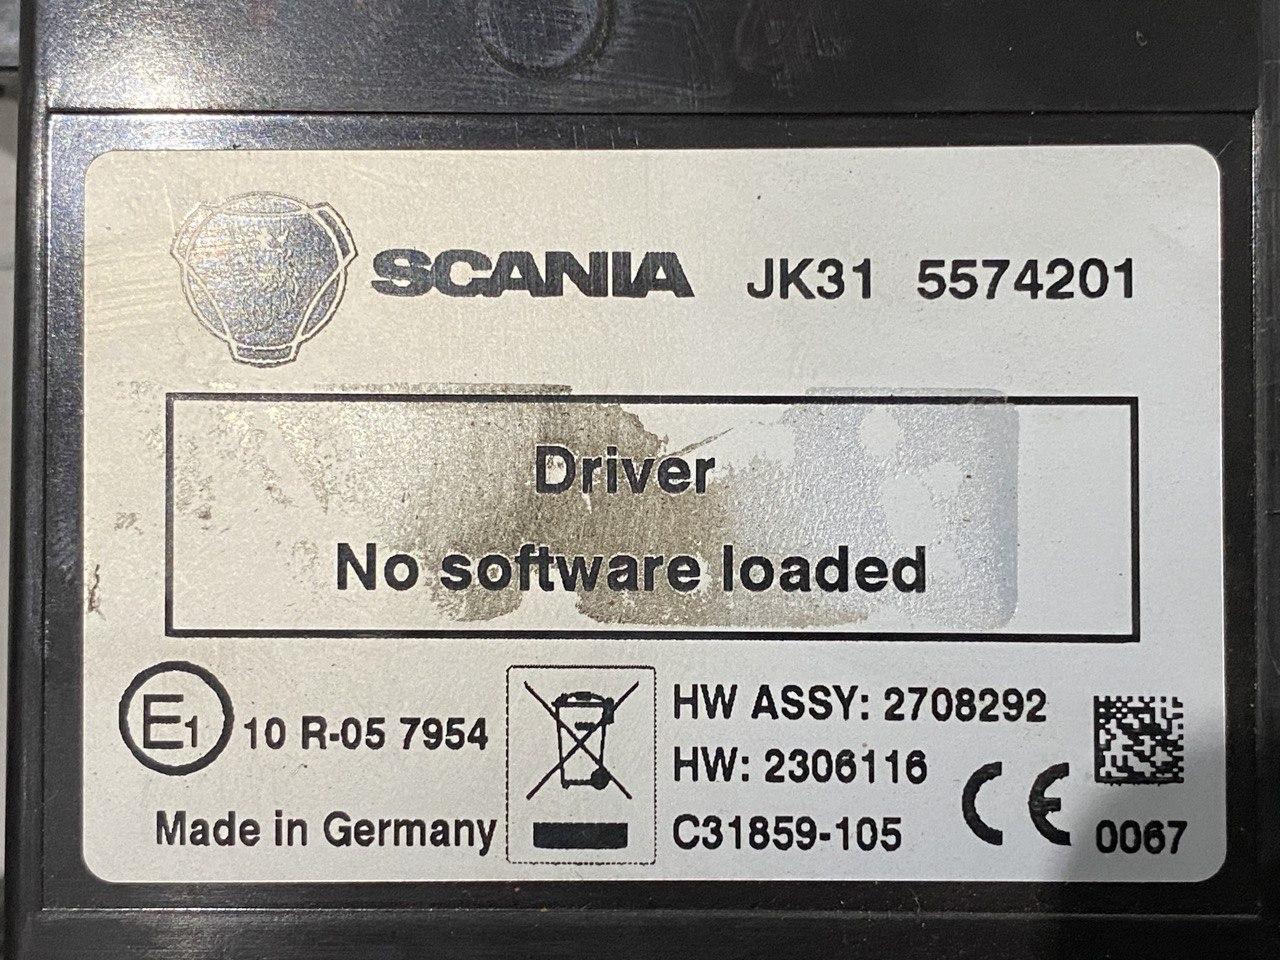 SCANIA JK31 5574201
Driver
No software loaded
E1 10 R-05 7954
Made in Germany
HW ASSY: 2708292
HW: 2306116
C31859-105
CE 0067